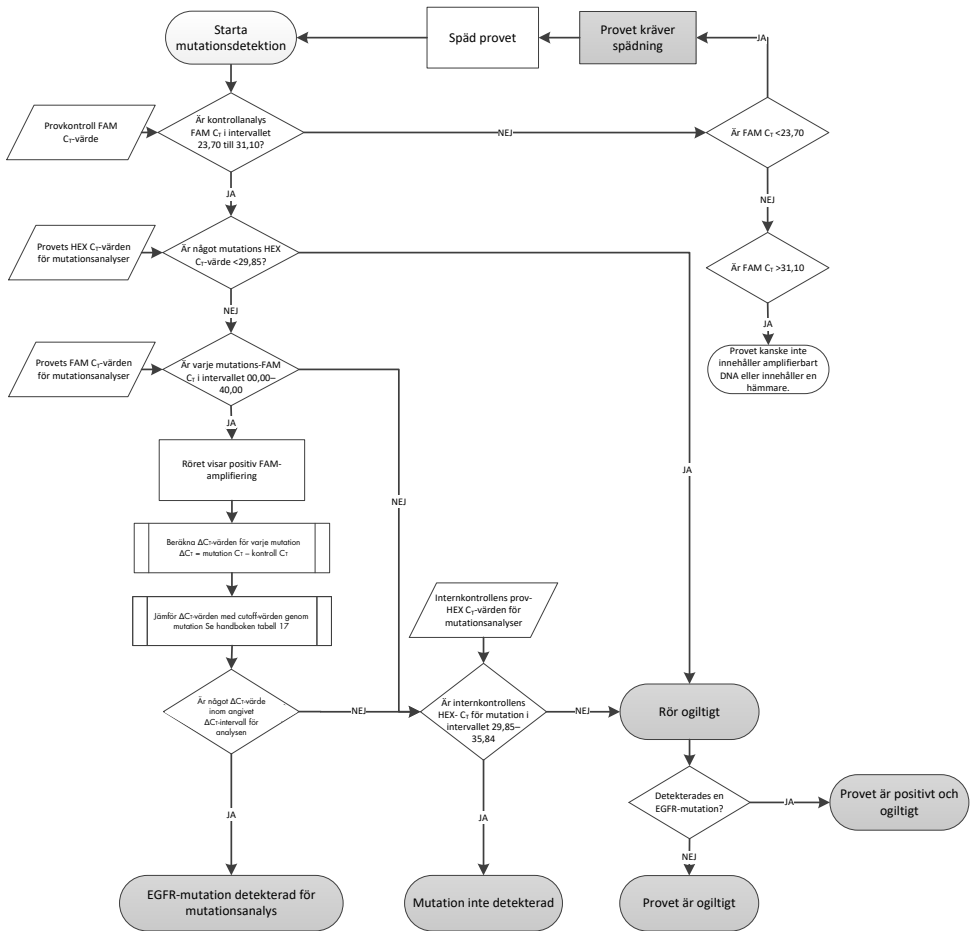 Starta
mutationsdetektion
Späd provet
Provet kräver
spädning
JA
Provkontroll FAM
CT-värde
Är kontrollanalys
FAM CT i intervallet
23,70 till 31,10?
NEJ
Är FAM CT <23,70
JA
NEJ
Provets HEX CT-värden
för mutationsanalyser
Är något mutations HEX
CT-värde <29,85?
Är FAM CT >31,10
NEJ
JA
Provets FAM CT-värden
för mutationsanalyser
Är varje mutations-FAM
CT i intervallet 00,00–
40,00
Provet kanske inte
innehåller amplifierbart
DNA eller innehåller en
hämmare.
JA
Röret visar positiv FAM-
amplifiering
JA
NEJ
Beräkna ΔCT-värden för varje mutation
ΔCT = mutation CT – kontroll CT
Jämför ΔCT-värden med cutoff-värden genom
mutation Se handboken tabell 17
Internkontrollens prov-
HEX CT-värden för
mutationsanalyser
Är något ΔCT-värde
inom angivet
ΔCT-intervall för
analysen
NEJ
Är internkontrollens
HEX- CT för mutation i
intervallet 29,85–
35,84
NEJ
Rör ogiltigt
Detekterades en
EGFR-mutation?
JA
Provet är positivt och
ogiltigt
JA
JA
NEJ
EGFR-mutation detekterad för
mutationsanalys
Mutation inte detekterad
Provet är ogiltigt